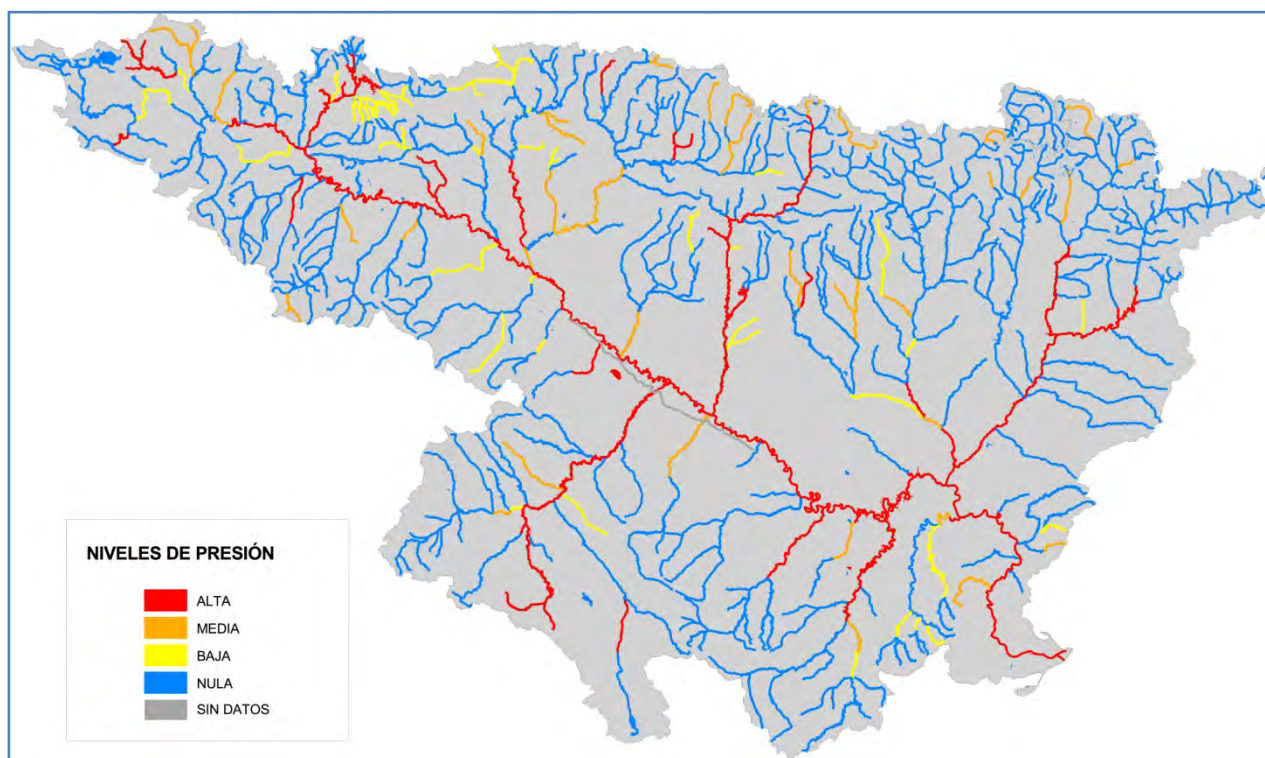 NIVELES DE PRESIÓN
ALTA
MEDIA
BAJA
NULA
SIN DATOS